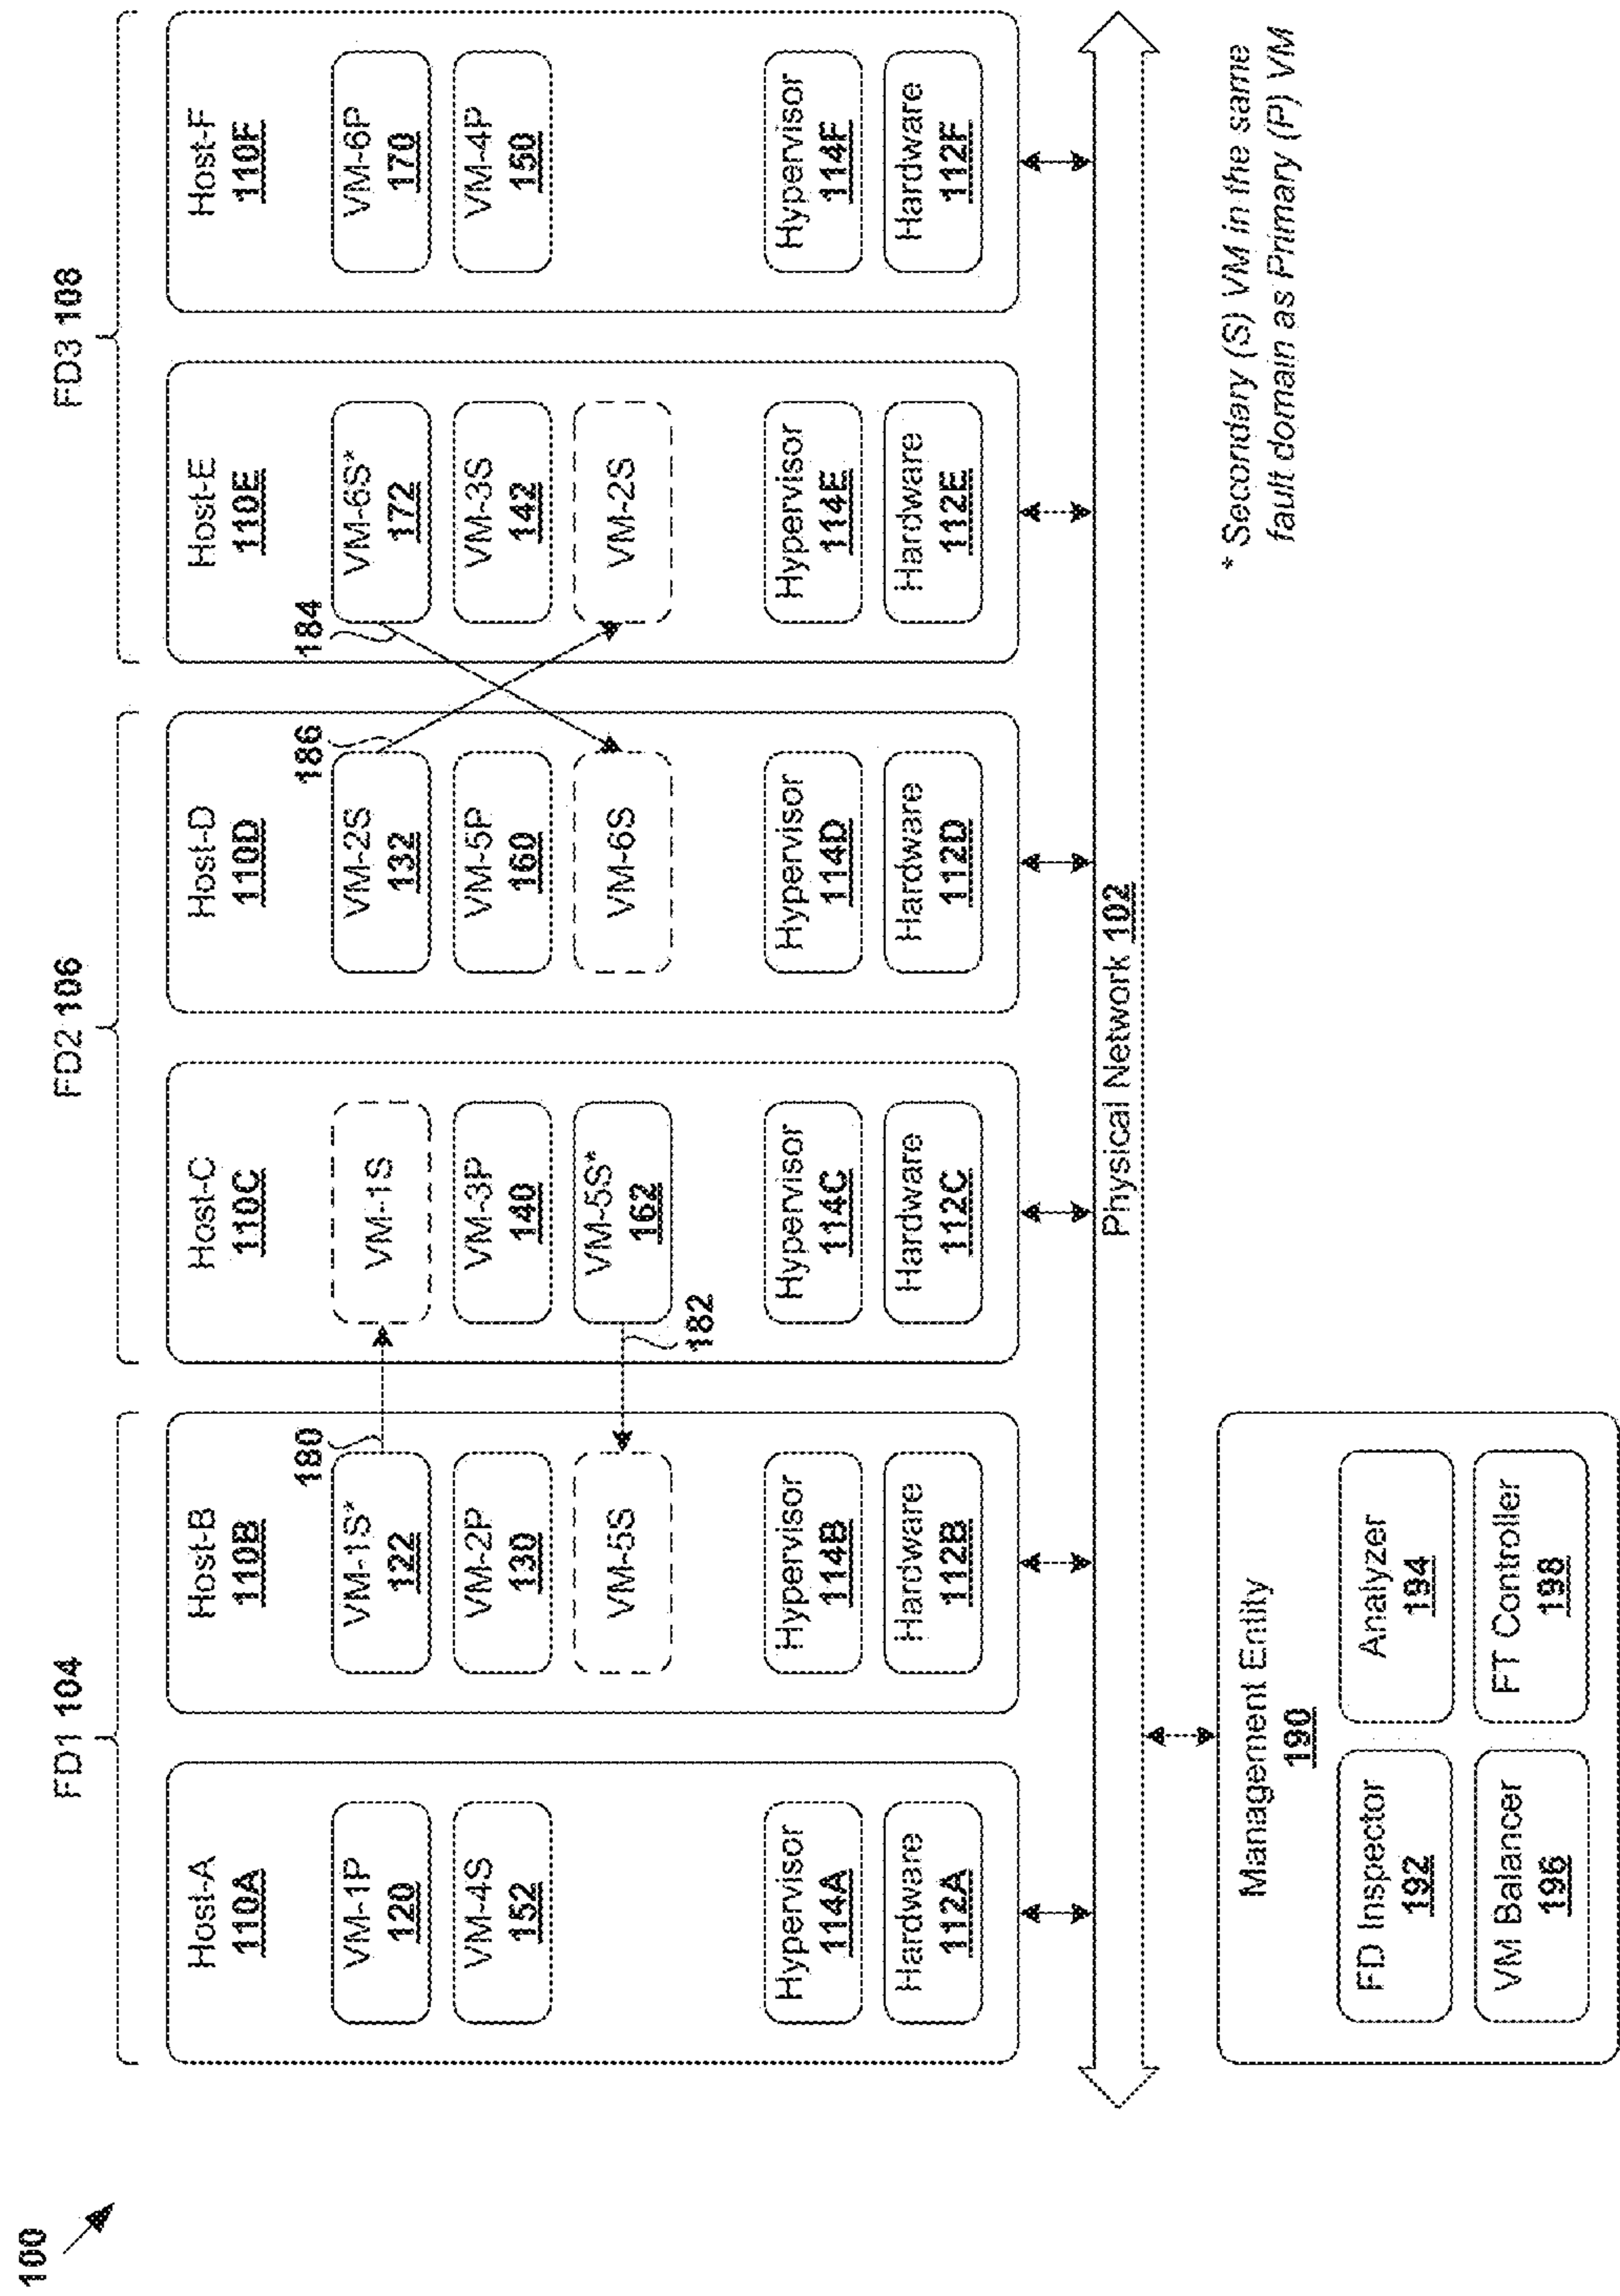 100
FD1 104
FD2 106
FD3 108
Host-A
110A
VM-1P
120
VM-4S
152
Hypervisor
114A
Hardware
112A
Host-B
110B
180
VM-1S*
122
VM-2P
130
VM-5S
Hypervisor
114B
Hardware
112B
Host-C
110C
VM-1S
VM-3P
140
VM-5S*
162
182
Hypervisor
114C
Hardware
112C
Host-D
110D
186
VM-2S
132
VM-5P
160
VM-6S
Hypervisor
114D
Hardware
112D
Host-E
110E
184
VM-6S*
172
VM-3S
142
VM-2S
Hypervisor
114E
Hardware
112E
Host-F
110F
VM-6P
170
VM-4P
150
Hypervisor
114F
Hardware
112F
Physical Network 102
Management Entity
190
FD Inspector
192
Analyzer
194
VM Balancer
196
FT Controller
198
* Secondary (S) VM in the same
fault domain as Primary (P) VM